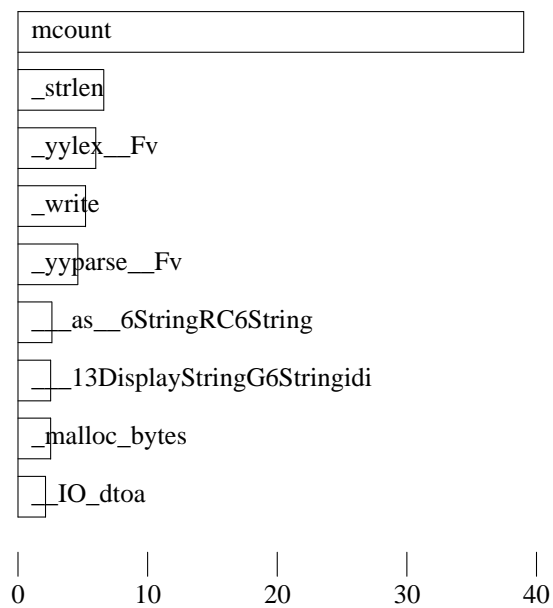 mcount
_strlen
_yylex__Fv
_write
_yyparse__Fv
___as__6StringRC6String
___13DisplayStringG6Stringidi
_malloc_bytes
__IO_dtoa
0 10 20 30 40